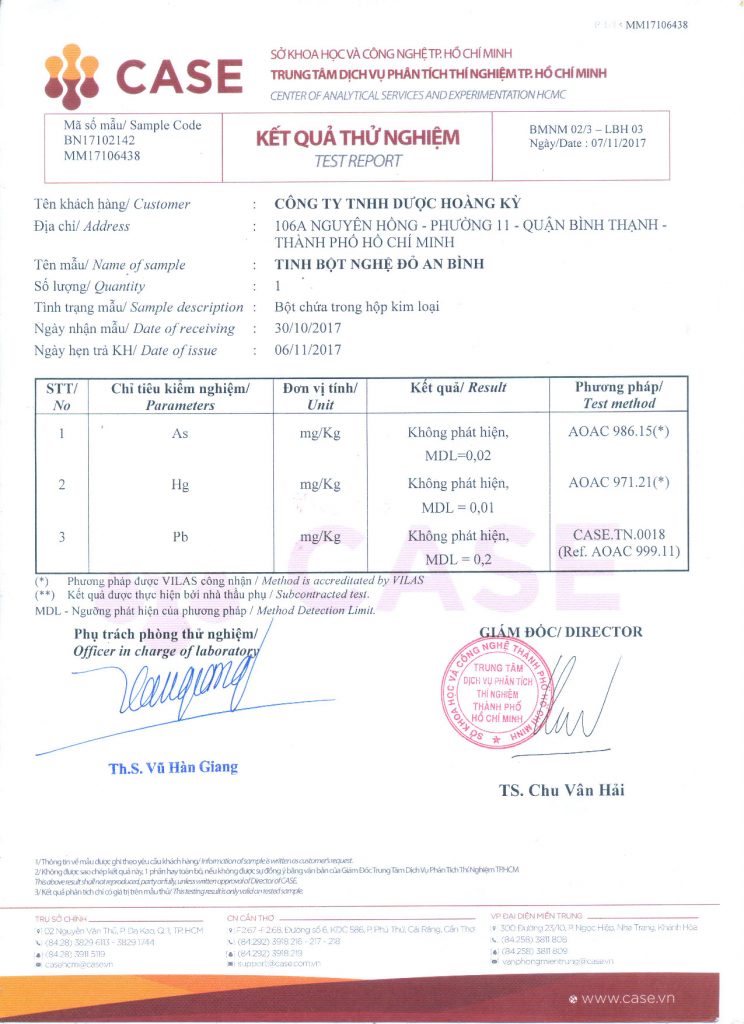 MM17106438
CASE
SỞ KHOA HỌC VÀ CÔNG NGHỆ TP. HỒ CHÍ MINH
TRUNG TÂM DỊCH VỤ PHÂN TÍCH THÍ NGHIỆM TP. HỒ CHÍ MINH
CENTER OF ANALYTICAL SERVICES AND EXPERIMENTATION HCMC
Mã số mẫu/ Sample Code
BN17102142
MM17106438
KẾT QUẢ THỬ NGHIỆM
TEST REPORT
BMNM 02/3 – LBH 03
Ngày/Date : 07/11/2017
Tên khách hàng/ Customer : CÔNG TY TNHH DƯỢC HOÀNG KỲ
Địa chỉ/ Address : 106A NGUYÊN HỒNG - PHƯỜNG 11 - QUẬN BÌNH THẠNH -
THÀNH PHỐ HỒ CHÍ MINH
Tên mẫu/ Name of sample : TINH BỘT NGHỆ ĐỎ AN BÌNH
Số lượng/ Quantity : 1
Tình trạng mẫu/ Sample description : Bột chứa trong hộp kim loại
Ngày nhận mẫu/ Date of receiving : 30/10/2017
Ngày hẹn trả KH/ Date of issue : 06/11/2017
STT/ Chỉ tiêu kiểm nghiệm/ Đơn vị tính/ Kết quả/ Result Phương pháp/
No Parameters Unit Test method
1 As mg/Kg Không phát hiện, AOAC 986.15(*)
MDL=0,02
2 Hg mg/Kg Không phát hiện, AOAC 971.21(*)
MDL = 0,01
3 Pb mg/Kg Không phát hiện, CASE.TN.0018
MDL = 0,2 (Ref. AOAC 999.11)
CASE
(*) Phương pháp được VILAS công nhận / Method is accreditated by VILAS
(**) Kết quả được thực hiện bởi nhà thầu phụ / Subcontracted test.
MDL - Ngưỡng phát hiện của phương pháp / Method Detection Limit.
Phụ trách phòng thử nghiệm/
Officer in charge of laboratory
GIÁM ĐỐC/ DIRECTOR
SỞ KHOA HỌC VÀ CÔNG NGHỆ THÀNH PHỐ HỒ CHÍ MINH
TRUNG TÂM
DỊCH VỤ PHÂN TÍCH
THÍ NGHIỆM
THÀNH PHỐ
HỒ CHÍ MINH
Th.S. Vũ Hàn Giang
TS. Chu Vân Hải
1/ Thông tin về mẫu được ghi theo yêu cầu khách hàng/ Information of sample is written as customer's request.
2/ Không được sao chép kết quả này, 1 phần hay toàn bộ, nếu không được sự đồng ý bằng văn bản của Giám Đốc Trung Tâm Dịch Vụ Phân Tích Thí Nghiệm TP.HCM
This above result shall not reproduced, party or fully, unless written approval of Director of CASE.
3/ Kết quả phân tích chỉ có giá trị trên mẫu thử/ This testing result is only valid on tested sample.
TRỤ SỞ CHÍNH
02 Nguyễn Văn Thủ, P. Đa Kao, Q.1, TP.HCM
(84.28) 3829 6113 - 3829 1744
(84.28) 3911 5119
casehcm@case.vn
CN CẦN THƠ
F2.67 - F2.68, Đường số 6, KDC 586, P. Phú Thứ, Cái Răng, Cần Thơ
(84.292) 3918 216 - 217 - 218
(84.292) 3918 219
support@case.com.vn
VP ĐẠI DIỆN MIỀN TRUNG
300 Đường 23/10, P. Ngọc Hiệp, Nha Trang, Khánh Hòa
(84.258) 3811 808
(84.258) 3811 809
vanphongmientrung@case.vn
www.case.vn